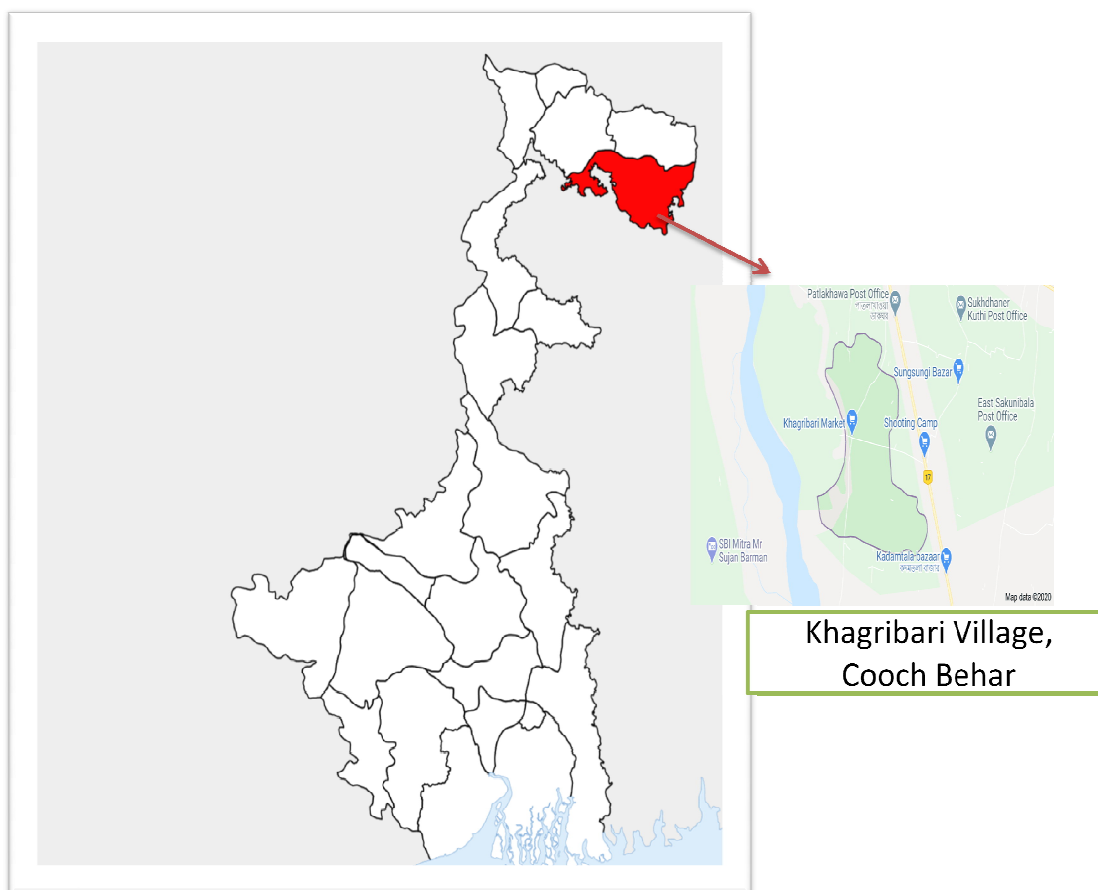 Patlakhawa Post Office
Sukhdhaner
Kuthi Post Office
Sungsungi Bazar
East Sakunibala
Post Office
Khagribari Market
Shooting Camp
17
SBI Mitra Mr
Sujan Barman
Kadamtala bazaar
Map data ©2020
Khagribari Village,
Cooch Behar